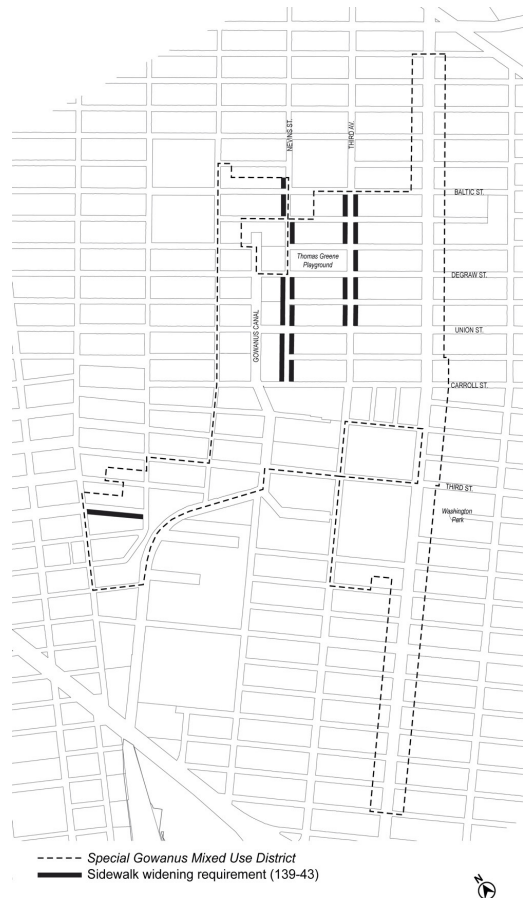 NEVINS ST.
THIRD AV.
BALTIC ST.
Thomas Greene
Playground
DEGRAW ST.
GOWANUS CANAL
UNION ST.
CARROLL ST.
THIRD ST.
Washington
Park
Special Gowanus Mixed Use District
Sidewalk widening requirement (139-43)
N